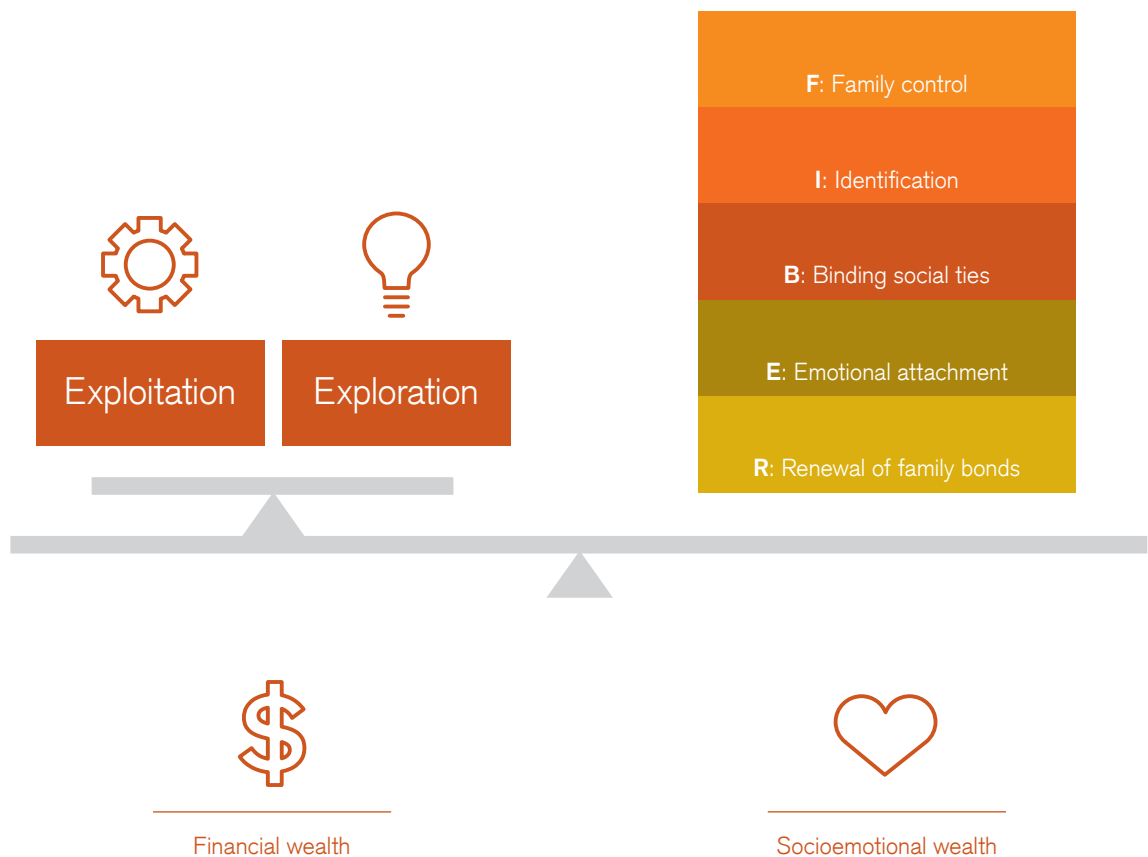 F: Family control
I: Identification
B: Binding social ties
E: Emotional attachment
R: Renewal of family bonds
Exploitation
Exploration
Financial wealth
Socioemotional wealth